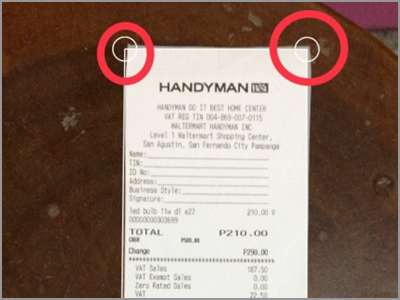 HANDYMAN
HANDYMAN DO IT BEST HOME CENTER
VAT REG TIN 004-869-007-0115
WALTERMART HANDYMAN INC
Level 1 Waltermart Shopping Center,
San Agustin, San Fernando City Pampanga
Name:
TIN:
ID No:
Address:
Business Style:
Signature:
led bulb 11w dl e27 210.00 V
00000000303699
TOTAL P210.00
CASH P500.00
Change P290.00
VAT Sales 187.50
VAT Exempt Sales 0.00
Zero Rated Sales 0.00
VAT 22.50